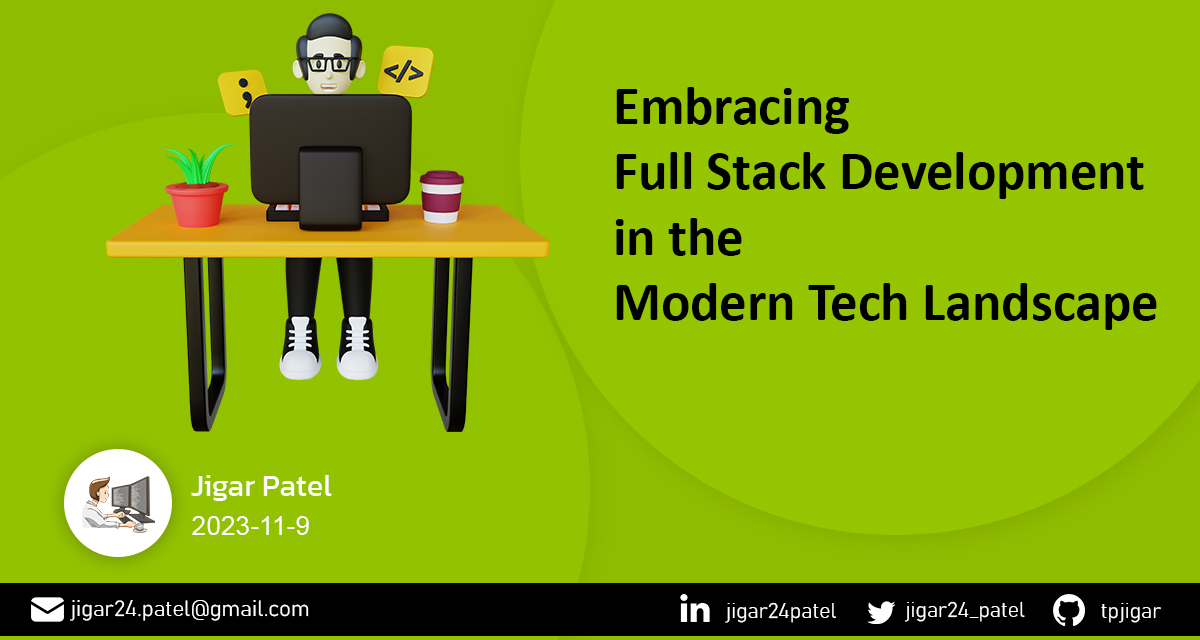 ;
</>
Embracing
Full Stack Development
in the
Modern Tech Landscape
Jigar Patel
2023-11-9
jigar24.patel@gmail.com
in jigar24patel
jigar24_patel
tpjigar